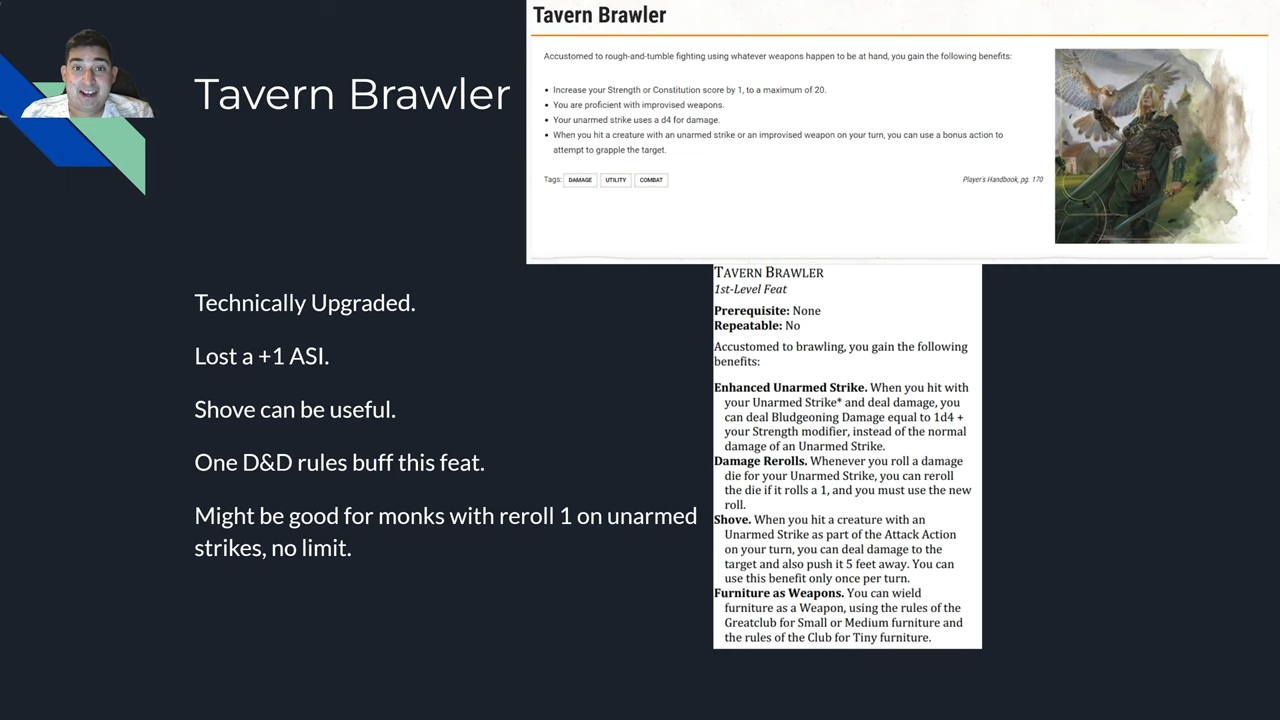 Tavern Brawler
Technically Upgraded.
Lost a +1 ASI.
Shove can be useful.
One D&D rules buff this feat.
Might be good for monks with reroll 1 on unarmed
strikes, no limit.
Tavern Brawler
Accustomed to rough-and-tumble fighting using whatever weapons happen to be at hand, you gain the following benefits:
• Increase your Strength or Constitution score by 1, to a maximum of 20.
• You are proficient with improvised weapons.
• Your unarmed strike uses a d4 for damage.
• When you hit a creature with an unarmed strike or an improvised weapon on your turn, you can use a bonus action to
attempt to grapple the target.
Tags: DAMAGE UTILITY COMBAT
Player's Handbook, pg. 170
TAVERN BRAWLER
1st-Level Feat
Prerequisite: None
Repeatable: No
Accustomed to brawling, you gain the following
benefits:
Enhanced Unarmed Strike. When you hit with
your Unarmed Strike* and deal damage, you
can deal Bludgeoning Damage equal to 1d4 +
your Strength modifier, instead of the normal
damage of an Unarmed Strike.
Damage Rerolls. Whenever you roll a damage
die for your Unarmed Strike, you can reroll
the die if it rolls a 1, and you must use the new
roll.
Shove. When you hit a creature with an
Unarmed Strike as part of the Attack Action
on your turn, you can deal damage to the
target and also push it 5 feet away. You can
use this benefit only once per turn.
Furniture as Weapons. You can wield
furniture as a Weapon, using the rules of the
Greatclub for Small or Medium furniture and
the rules of the Club for Tiny furniture.